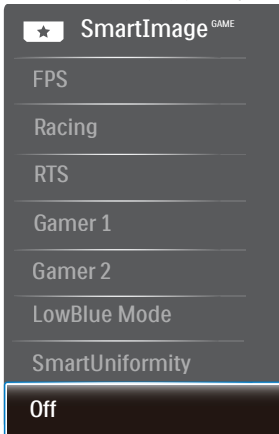 SmartImage GAME
FPS
Racing
RTS
Gamer 1
Gamer 2
LowBlue Mode
SmartUniformity
Off